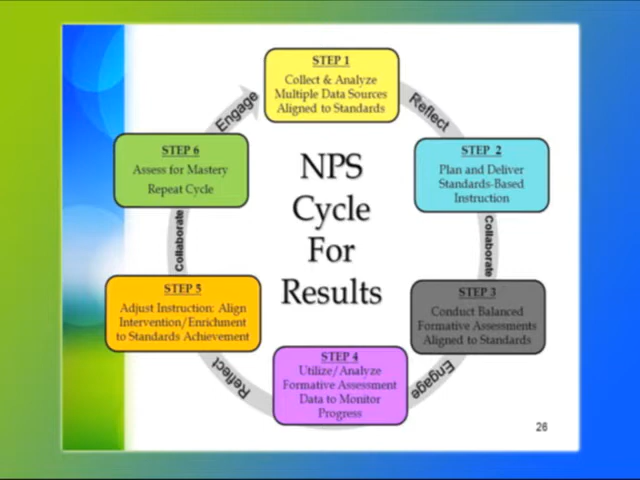 STEP 1
Collect & Analyze
Multiple Data Sources
Aligned to Standards
Reflect
STEP 2
Plan and Deliver
Standards-Based
Instruction
Collaborate
STEP 3
Conduct Balanced
Formative Assessments
Aligned to Standards
Engage
STEP 4
Utilize/Analyze
Formative Assessment
Data to Monitor
Progress
Reflect
STEP 5
Adjust Instruction: Align
Intervention/Enrichment
to Standards Achievement
Collaborate
STEP 6
Assess for Mastery
Repeat Cycle
Engage
NPS
Cycle
For
Results
26